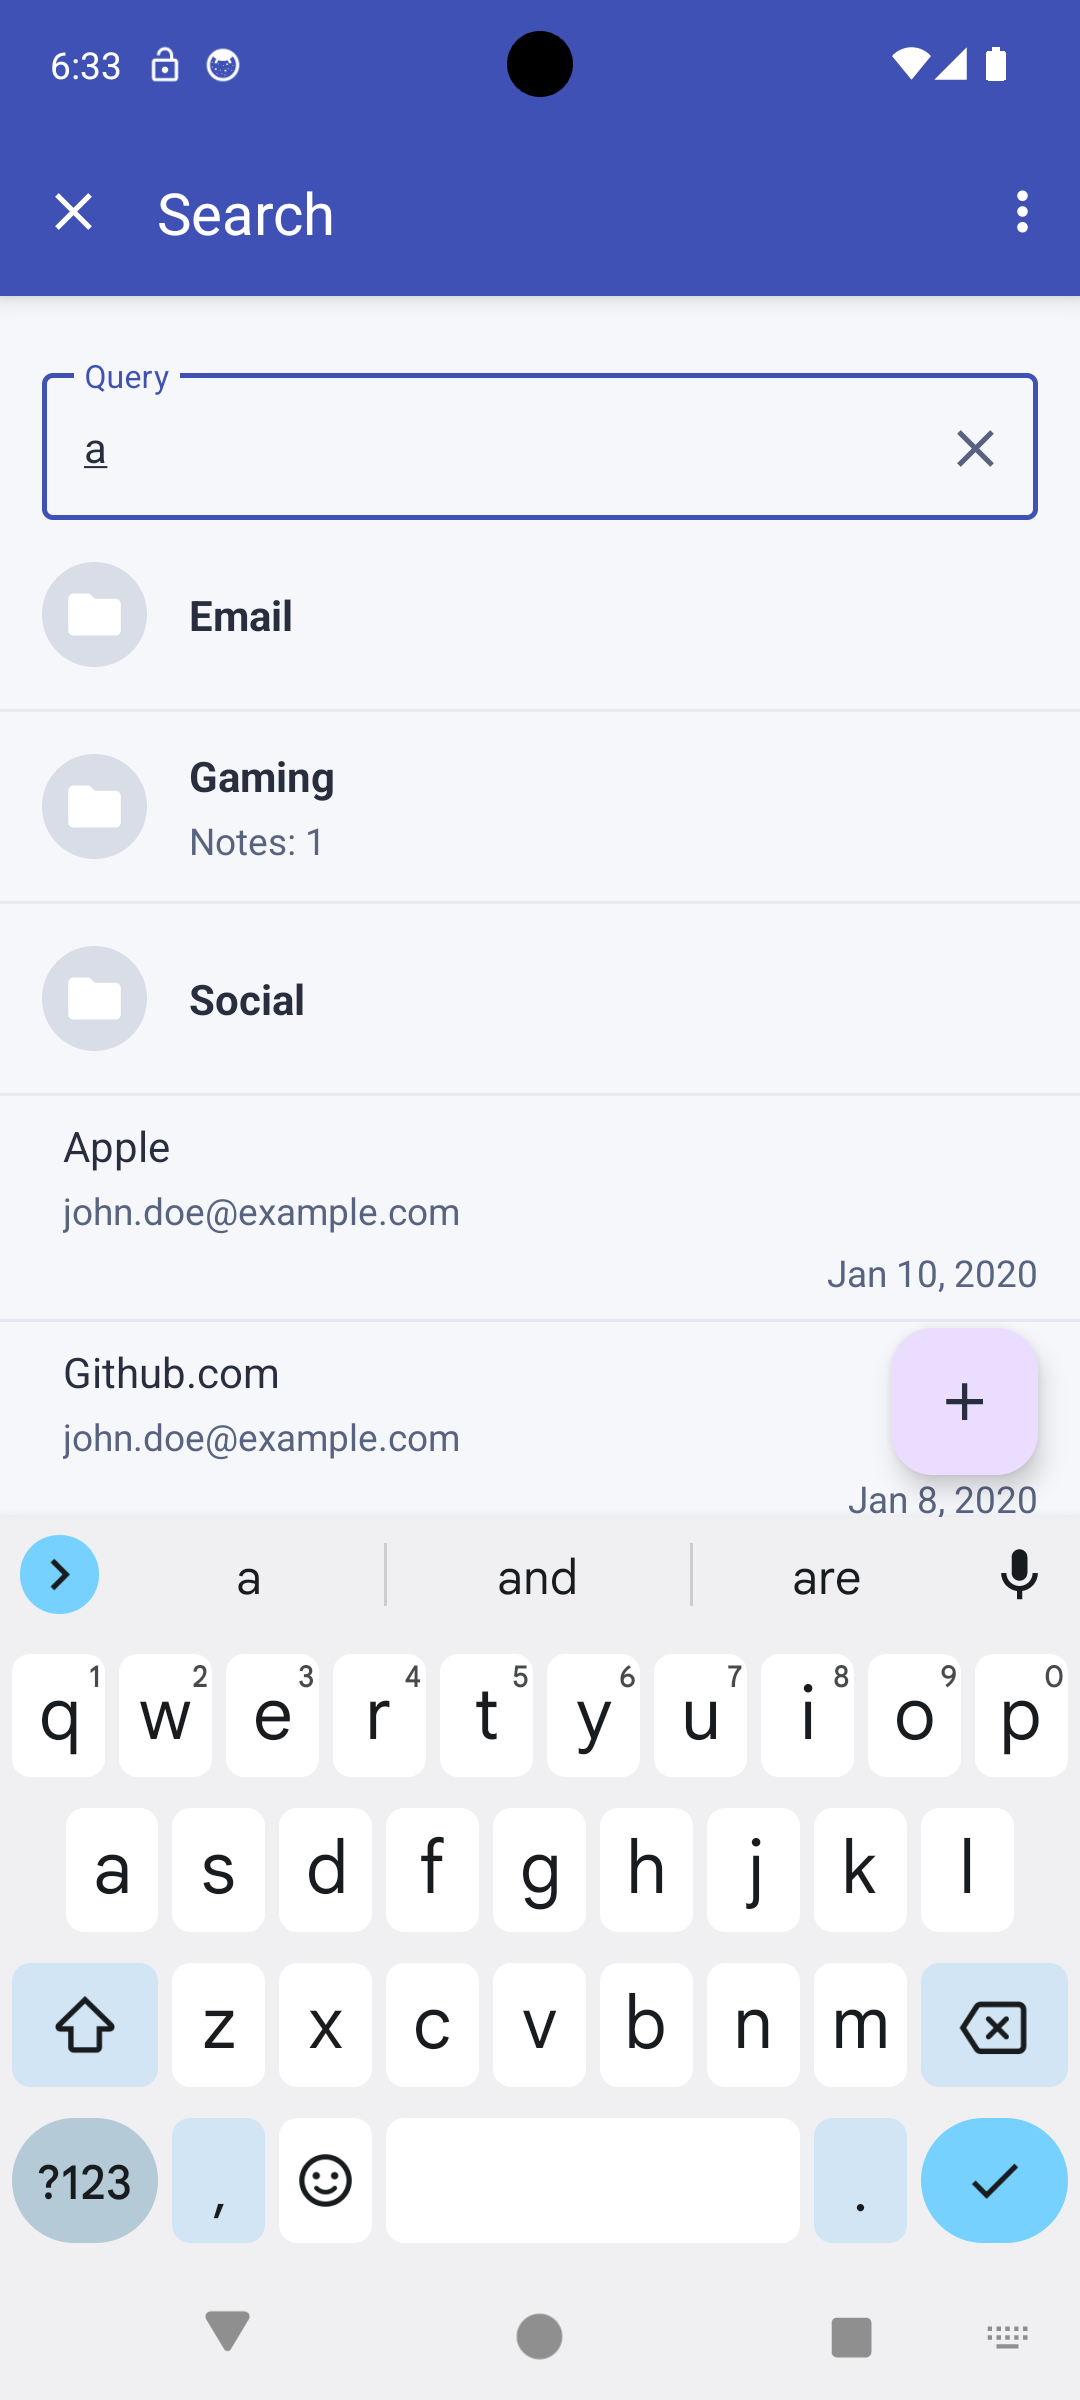 6:33
Search
Query
a
Email
Gaming
Notes: 1
Social
Apple
john.doe@example.com
Jan 10, 2020
Github.com
john.doe@example.com
Jan 8, 2020
a and are
q 1 w 2 e 3 r 4 t 5 y 6 u 7 i 8 o 9 p 0
a s d f g h j k l
z x c v b n m
?123 , .